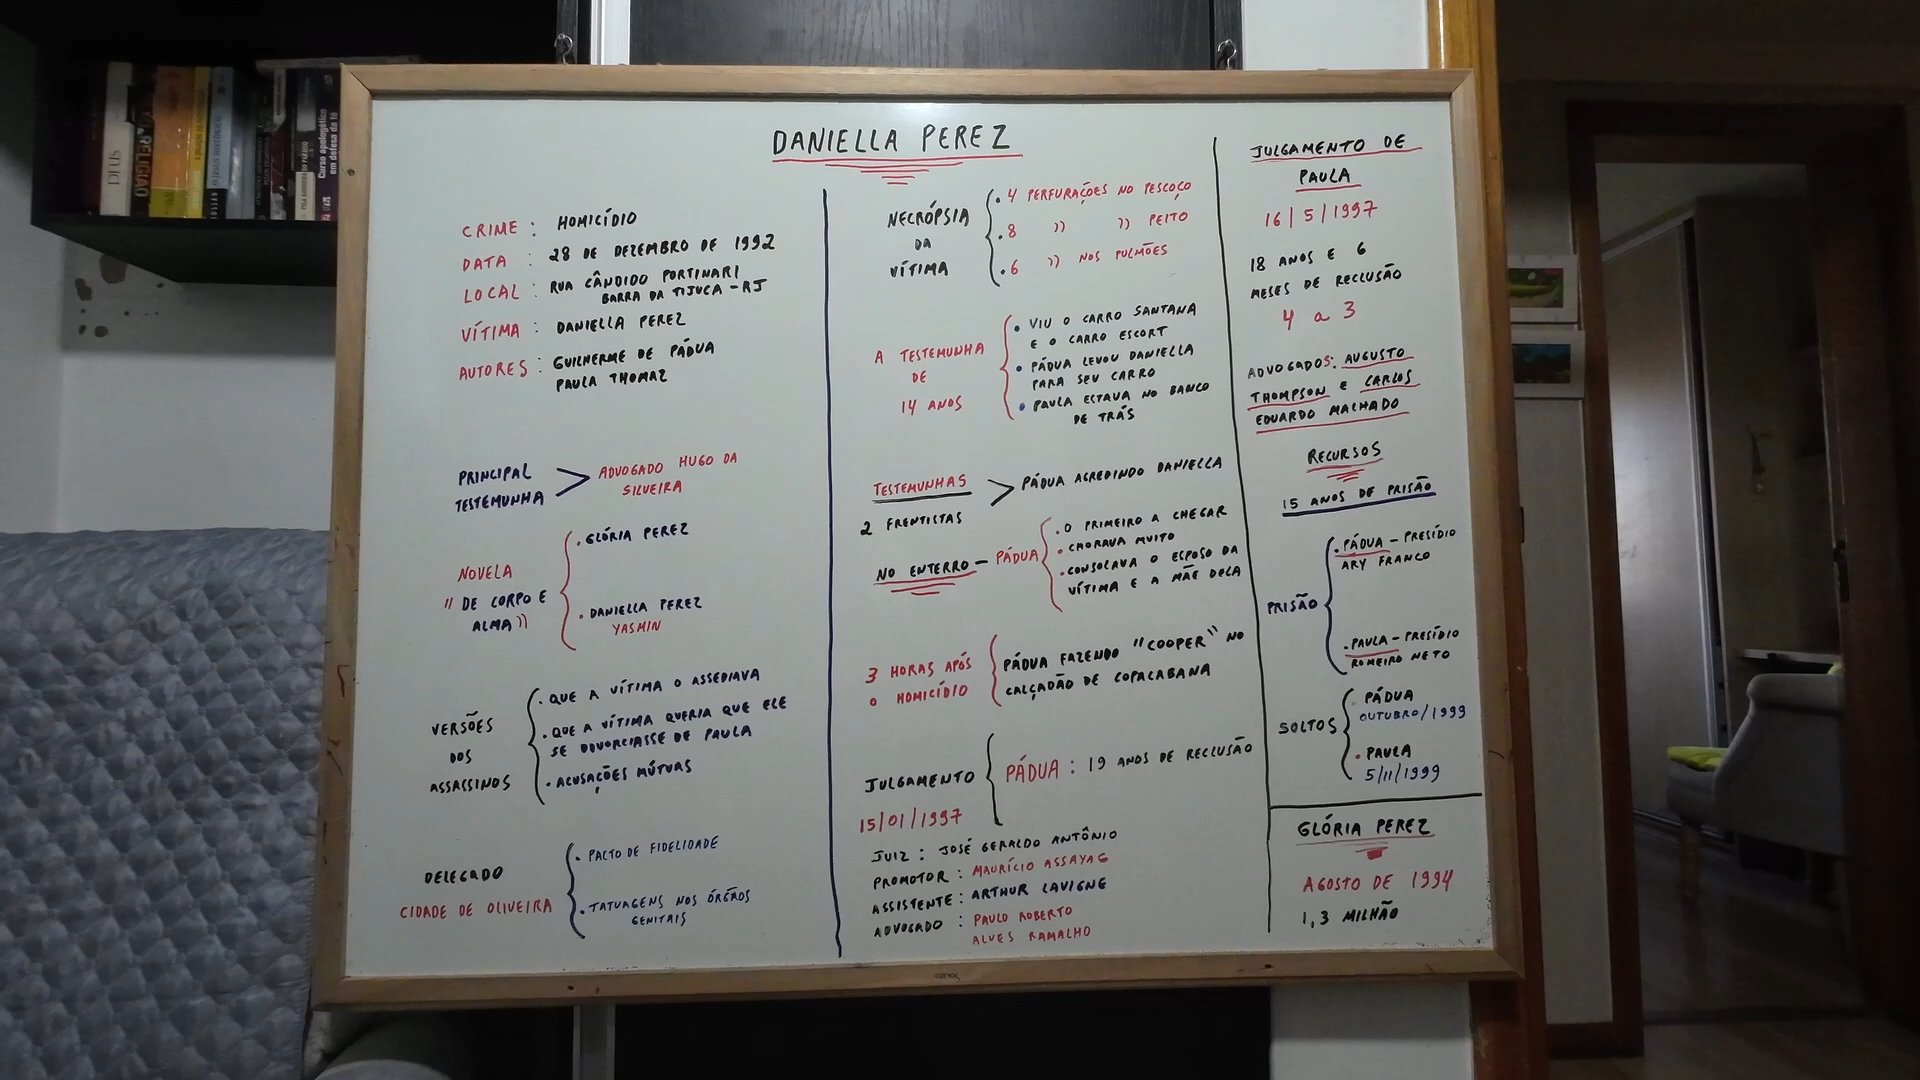 DANIELLA PEREZ
CRIME : HOMICÍDIO
DATA : 28 DE DEZEMBRO DE 1992
LOCAL : RUA CÂNDIDO PORTINARI
BARRA DA TIJUCA - RJ
VÍTIMA : DANIELLA PEREZ
AUTORES : GUILHERME DE PÁDUA
PAULA THOMAZ
PRINCIPAL
TESTEMUNHA
> ADVOGADO HUGO DA
SILVEIRA
NOVELA
" DE CORPO E
ALMA "
. GLÓRIA PEREZ
. DANIELLA PEREZ
YASMIN
VERSÕES
DOS
ASSASSINOS
. QUE A VÍTIMA O ASSEDIAVA
. QUE A VÍTIMA QUERIA QUE ELE
SE DIVORCIASSE DE PAULA
. ACUSAÇÕES MÚTUAS
DELEGADO
CIDADE DE OLIVEIRA
. PACTO DE FIDELIDADE
. TATUAGENS NOS ÓRGÃOS
GENITAIS
NECRÓPSIA
DA
VÍTIMA
. 4 PERFURAÇÕES NO PESCOÇO
. 8 )) )) PEITO
. 6 )) NOS PULMÕES
A TESTEMUNHA
DE
14 ANOS
• VIU O CARRO SANTANA
E O CARRO ESCORT
• PÁDUA LEVOU DANIELLA
PARA SEU CARRO
• PAULA ESTAVA NO BANCO
DE TRÁS
TESTEMUNHAS
2 FRENTISTAS
> PÁDUA AGREDINDO DANIELLA
NO ENTERRO - PÁDUA
. O PRIMEIRO A CHEGAR
. CHORAVA MUITO
. CONSOLAVA O ESPOSO DA
VÍTIMA E A MÃE DELA
3 HORAS APÓS
O HOMICÍDIO
PÁDUA FAZENDO "COOPER" NO
CALÇADÃO DE COPACABANA
JULGAMENTO
15/01/1997
PÁDUA : 19 ANOS DE RECLUSÃO
JUIZ : JOSÉ GERALDO ANTÔNIO
PROMOTOR : MAURÍCIO ASSAYAG
ASSISTENTE : ARTHUR LAVIGNE
ADVOGADO : PAULO ROBERTO
ALVES RAMALHO
JULGAMENTO DE
PAULA
16/5/1997
18 ANOS E 6
MESES DE RECLUSÃO
4 a 3
ADVOGADOS: AUGUSTO
THOMPSON E CARLOS
EDUARDO MACHADO
RECURSOS
15 ANOS DE PRISÃO
PRISÃO
. PÁDUA - PRESÍDIO
ARY FRANCO
. PAULA - PRESÍDIO
ROMEIRO NETO
SOLTOS
. PÁDUA
OUTUBRO/1999
. PAULA
5/11/1999
GLÓRIA PEREZ
AGOSTO DE 1994
1,3 MILHÃO
DEUS
RELIGIÃO
Curso apologético
em defesa da fé